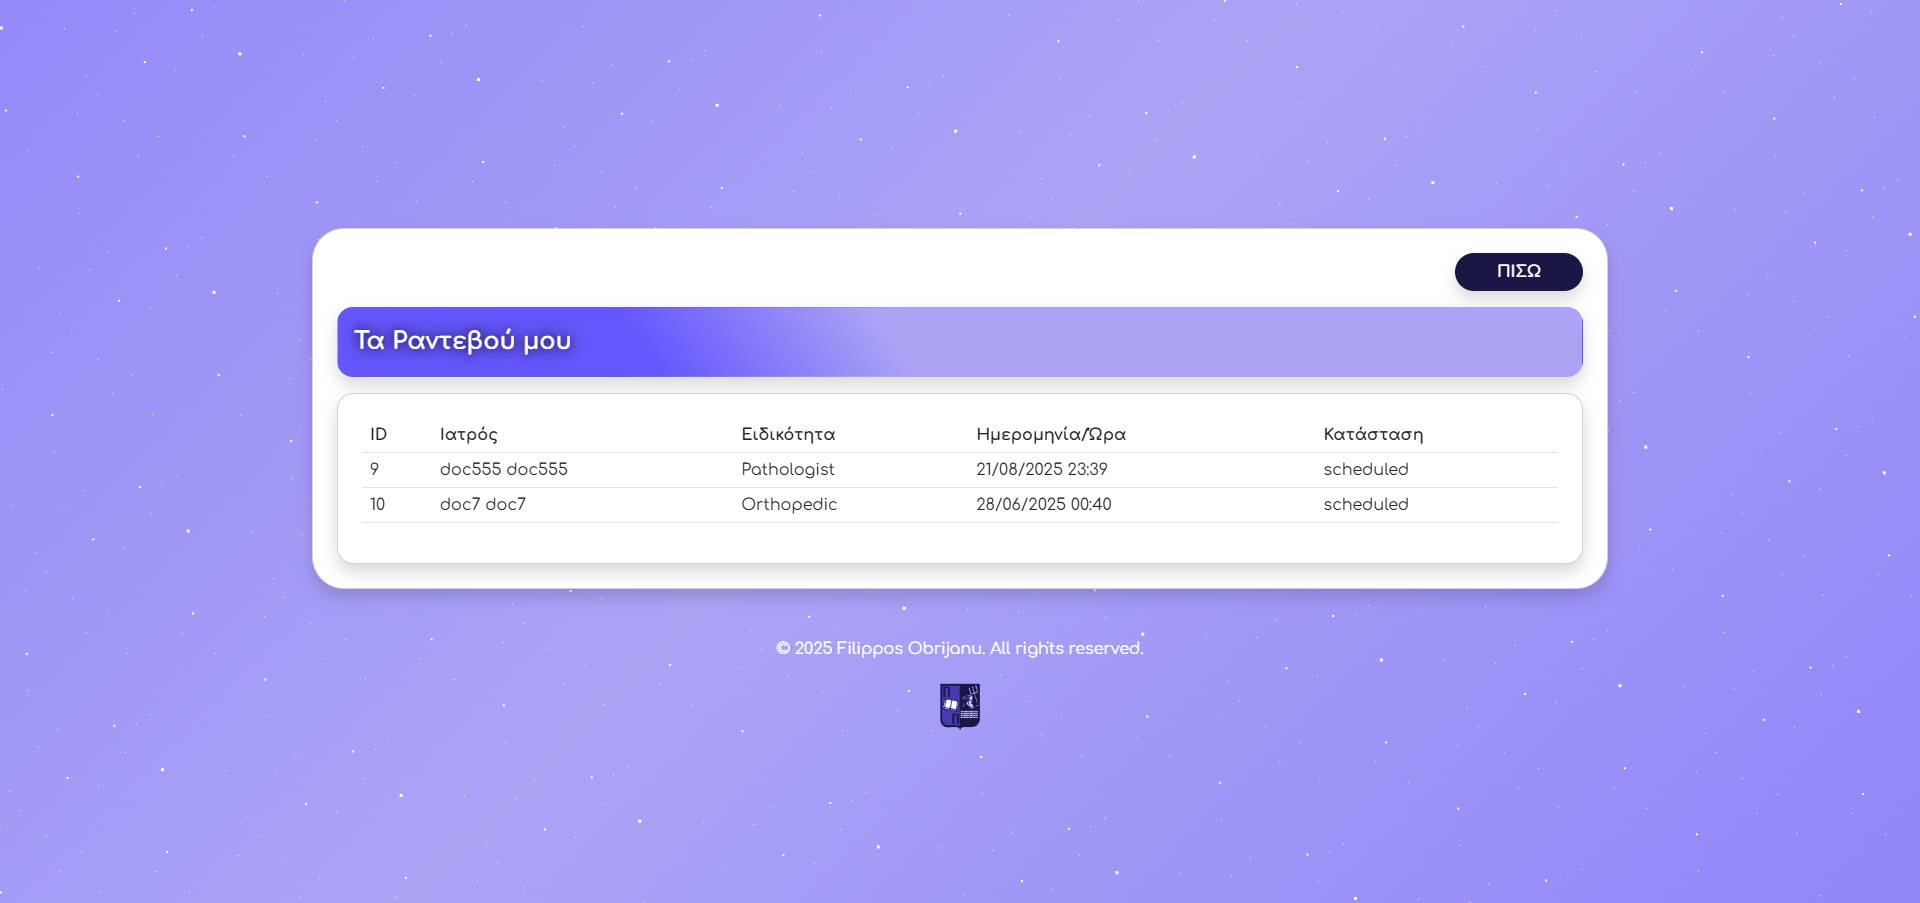 ΠΙΣΩ
Τα Ραντεβού μου
ID Ιατρός Ειδικότητα Ημερομηνία/Ώρα Κατάσταση
9 doc555 doc555 Pathologist 21/08/2025 23:39 scheduled
10 doc7 doc7 Orthopedic 28/06/2025 00:40 scheduled
© 2025 Filippos Obrijanu. All rights reserved.